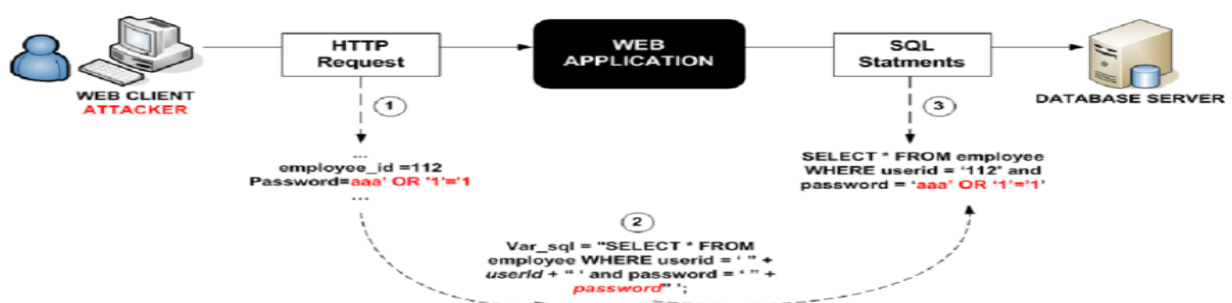 HTTP
Request
WEB
APPLICATION
SQL
Statments
WEB CLIENT
ATTACKER
DATABASE SERVER
1
3
...
employee_id =112
Password=aaa' OR '1'='1
...
SELECT * FROM employee
WHERE userid = '112' and
password = 'aaa' OR '1'='1'
2
Var_sql = "SELECT * FROM
employee WHERE userid = ' " +
userId + " ' and password = ' " +
password" ';